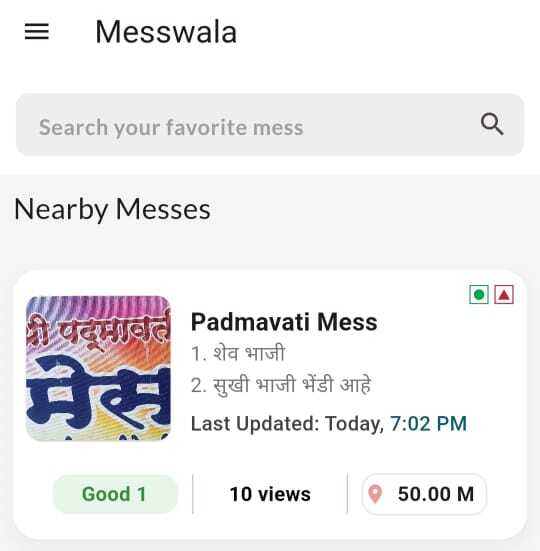 Messwala
Search your favorite mess
Nearby Messes
श्री पद्मावती
मेस
Padmavati Mess
1. शेव भाजी
2. सुखी भाजी भेंडी आहे
Last Updated: Today, 7:02 PM
Good 1
10 views
50.00 M